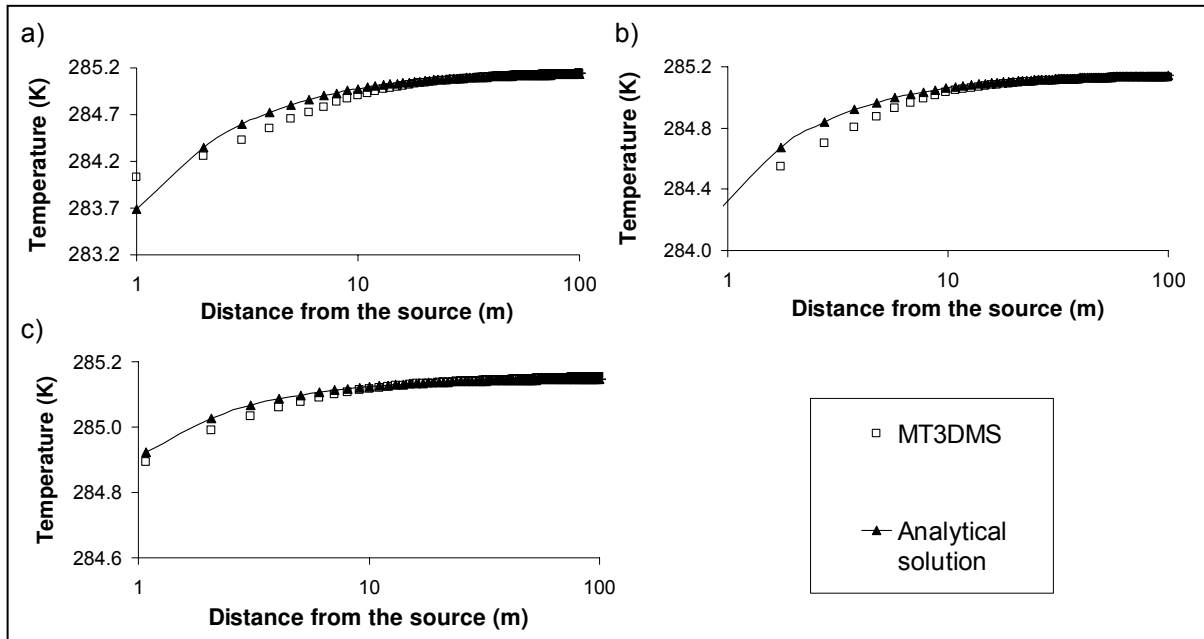 a)
285.2
284.7
284.2
283.7
283.2
Temperature (K)
1 10 100
Distance from the source (m)
b)
285.2
284.8
284.4
284.0
Temperature (K)
1 10 100
Distance from the source (m)
c)
285.2
285.0
284.8
284.6
Temperature (K)
1 10 100
Distance from the source (m)
MT3DMS
Analytical
solution